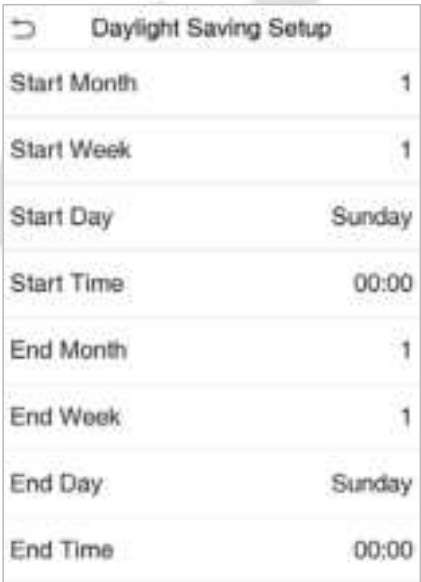 Daylight Saving Setup
Start Month 1
Start Week 1
Start Day Sunday
Start Time 00:00
End Month 1
End Week 1
End Day Sunday
End Time 00:00